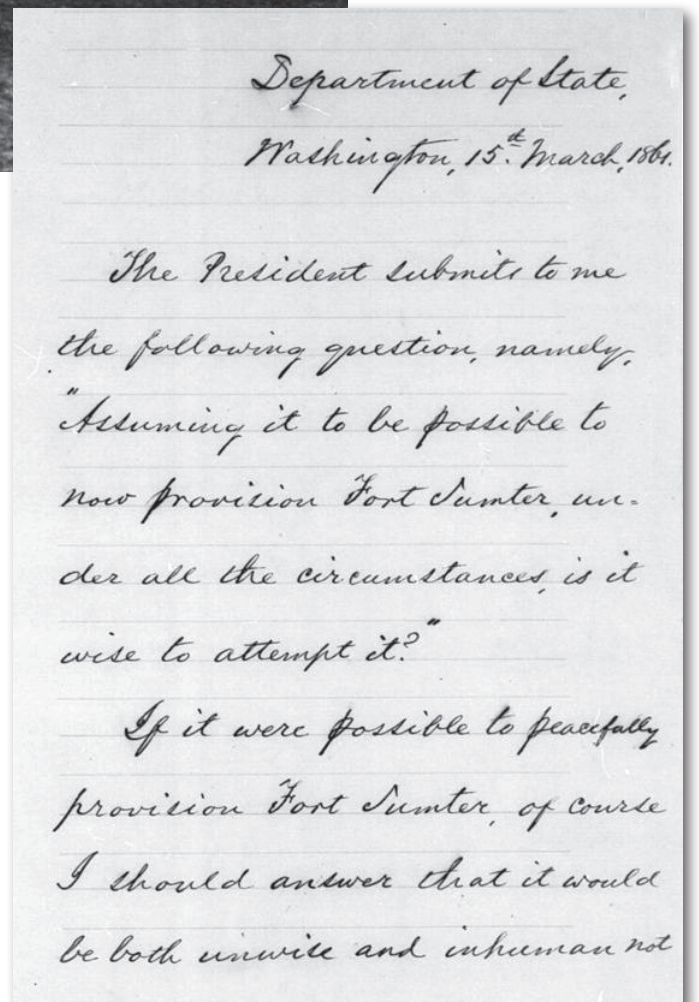 Department of State,
Washington, 15th March, 1861.
The President submits to me
the following question, namely,
"Assuming it to be possible to
now provision Fort Sumter, un-
der all the circumstances, is it
wise to attempt it?"
If it were possible to peacefully
provision Fort Sumter, of course
I should answer that it would
be both unwise and inhuman not